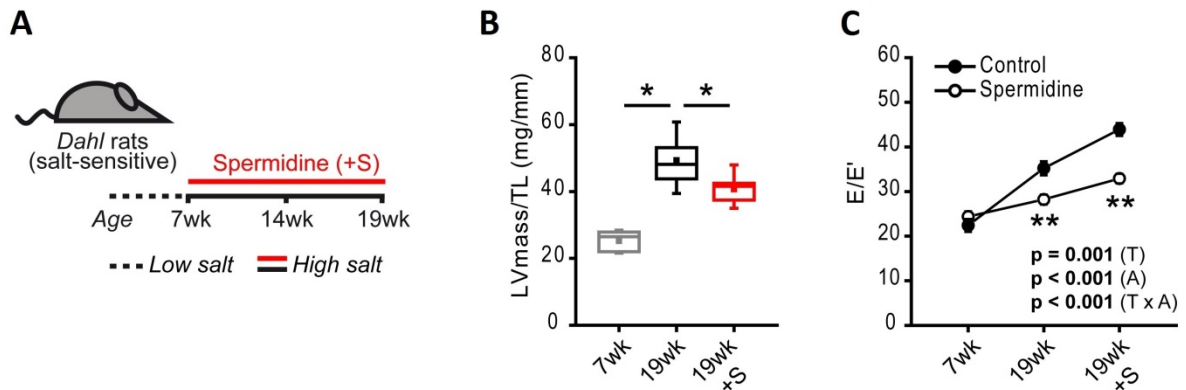 A
Dahl rats
(salt-sensitive)
Spermidine (+S)
Age
7wk 14wk 19wk
Low salt High salt
B
LVmass/TL (mg/mm)
80
60
40
20
0
* *
7wk
19wk
19wk
+S
C
E/E'
60
50
40
30
20
10
0
Control
Spermidine
** **
p = 0.001 (T)
p < 0.001 (A)
p < 0.001 (T x A)
7wk
19wk
19wk
+S